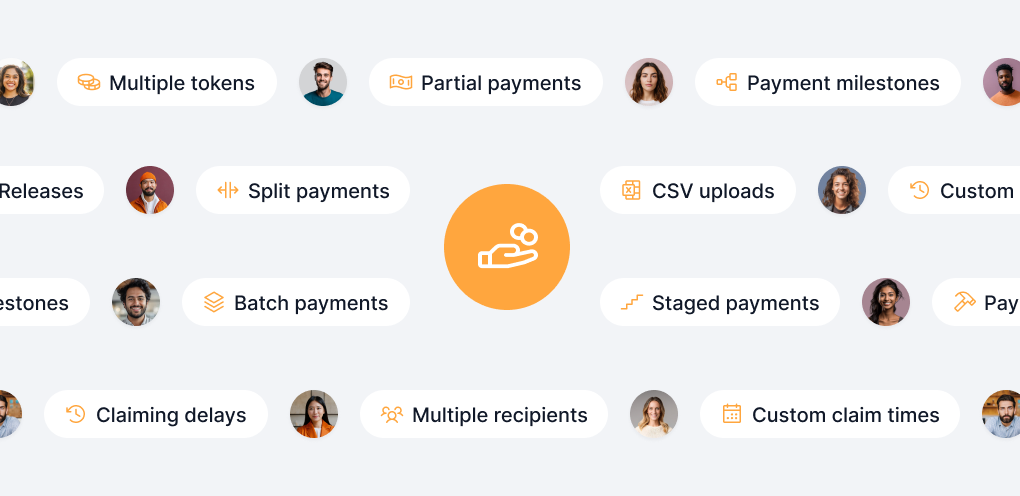 Multiple tokens
Partial payments
Payment milestones
Releases
Split payments
CSV uploads
Custom
estones
Batch payments
Staged payments
Pay
Claiming delays
Multiple recipients
Custom claim times